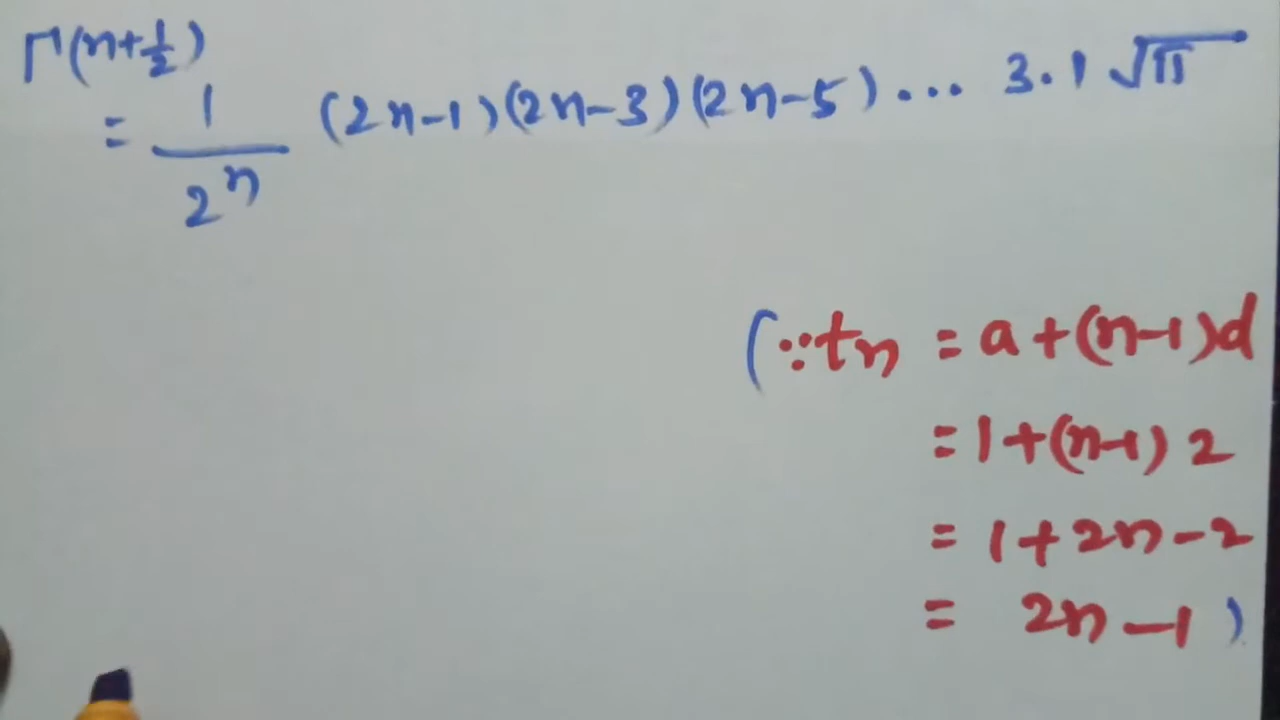 Γ(n+1/2)
= 1/2^n (2n-1)(2n-3)(2n-5)... 3.1 √π
(∵ tn = a+(n-1)d
= 1+(n-1)2
= 1+2n-2
= 2n-1)